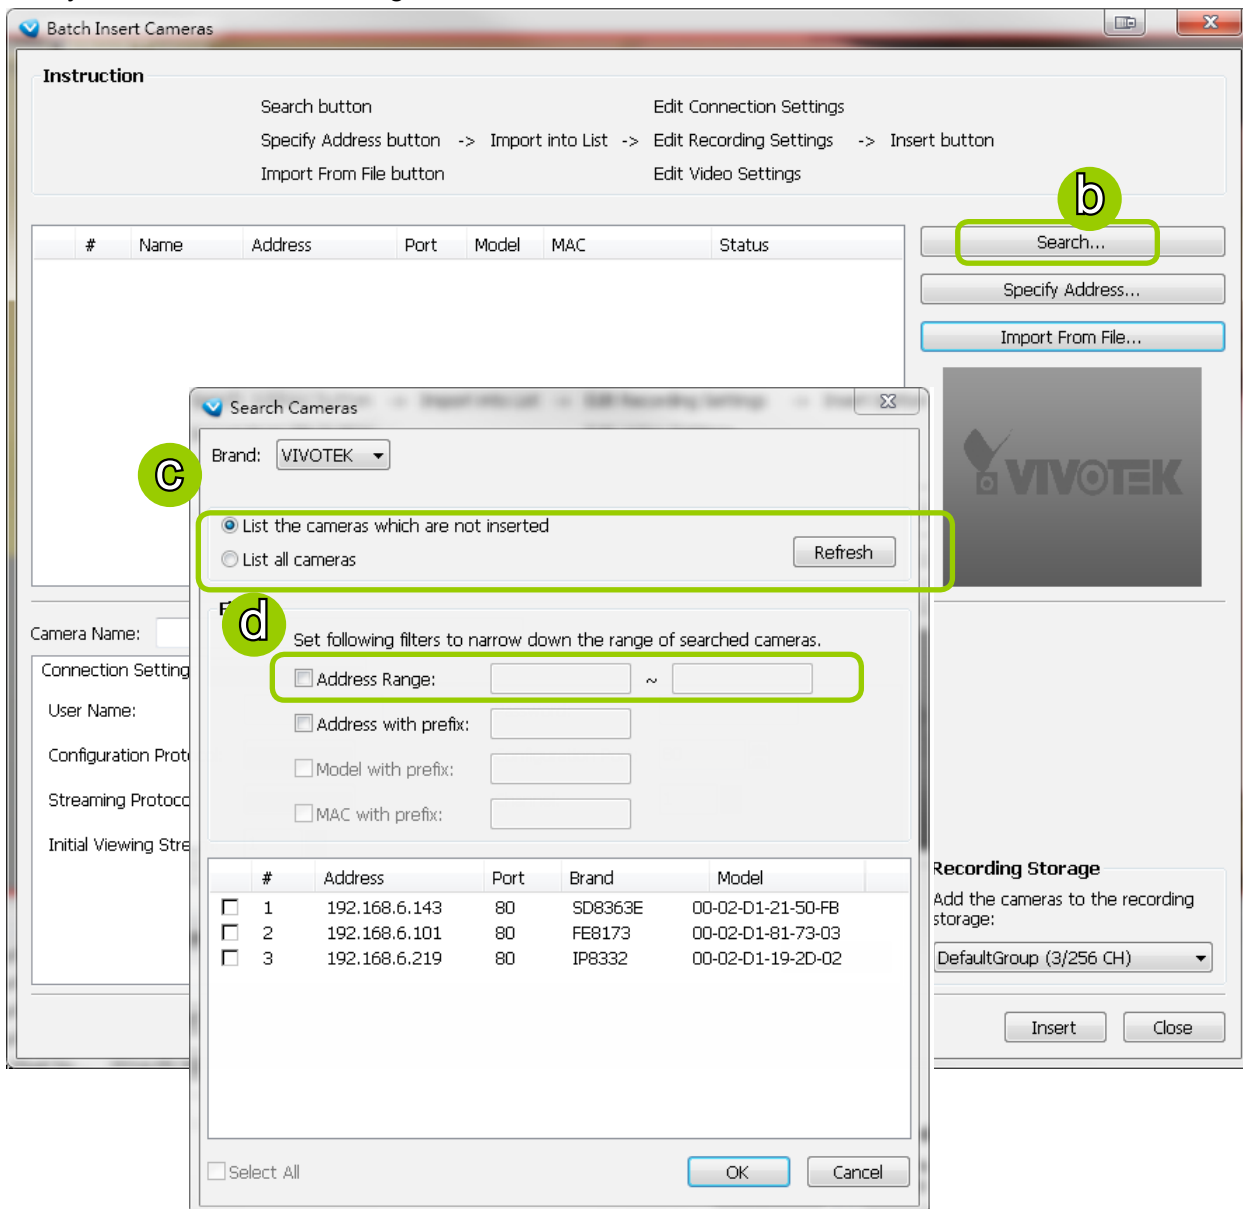 Batch Insert Cameras
Instruction
Search button Edit Connection Settings
Specify Address button -> Import into List -> Edit Recording Settings -> Insert button
Import From File button Edit Video Settings
b
# Name Address Port Model MAC Status
Search...
Specify Address...
Import From File...
VIVOTEK
Search Cameras
Brand: VIVOTEK
c
List the cameras which are not inserted
List all cameras
Refresh
d
Set following filters to narrow down the range of searched cameras.
Address Range: ~
Address with prefix:
Model with prefix:
MAC with prefix:
# Address Port Brand Model
1 192.168.6.143 80 SD8363E 00-02-D1-21-50-FB
2 192.168.6.101 80 FE8173 00-02-D1-81-73-03
3 192.168.6.219 80 IP8332 00-02-D1-19-2D-02
Select All
OK Cancel
Camera Name:
Connection Setting
User Name:
Configuration Prot
Streaming Protoco
Initial Viewing Stre
Recording Storage
Add the cameras to the recording
storage:
DefaultGroup (3/256 CH)
Insert Close